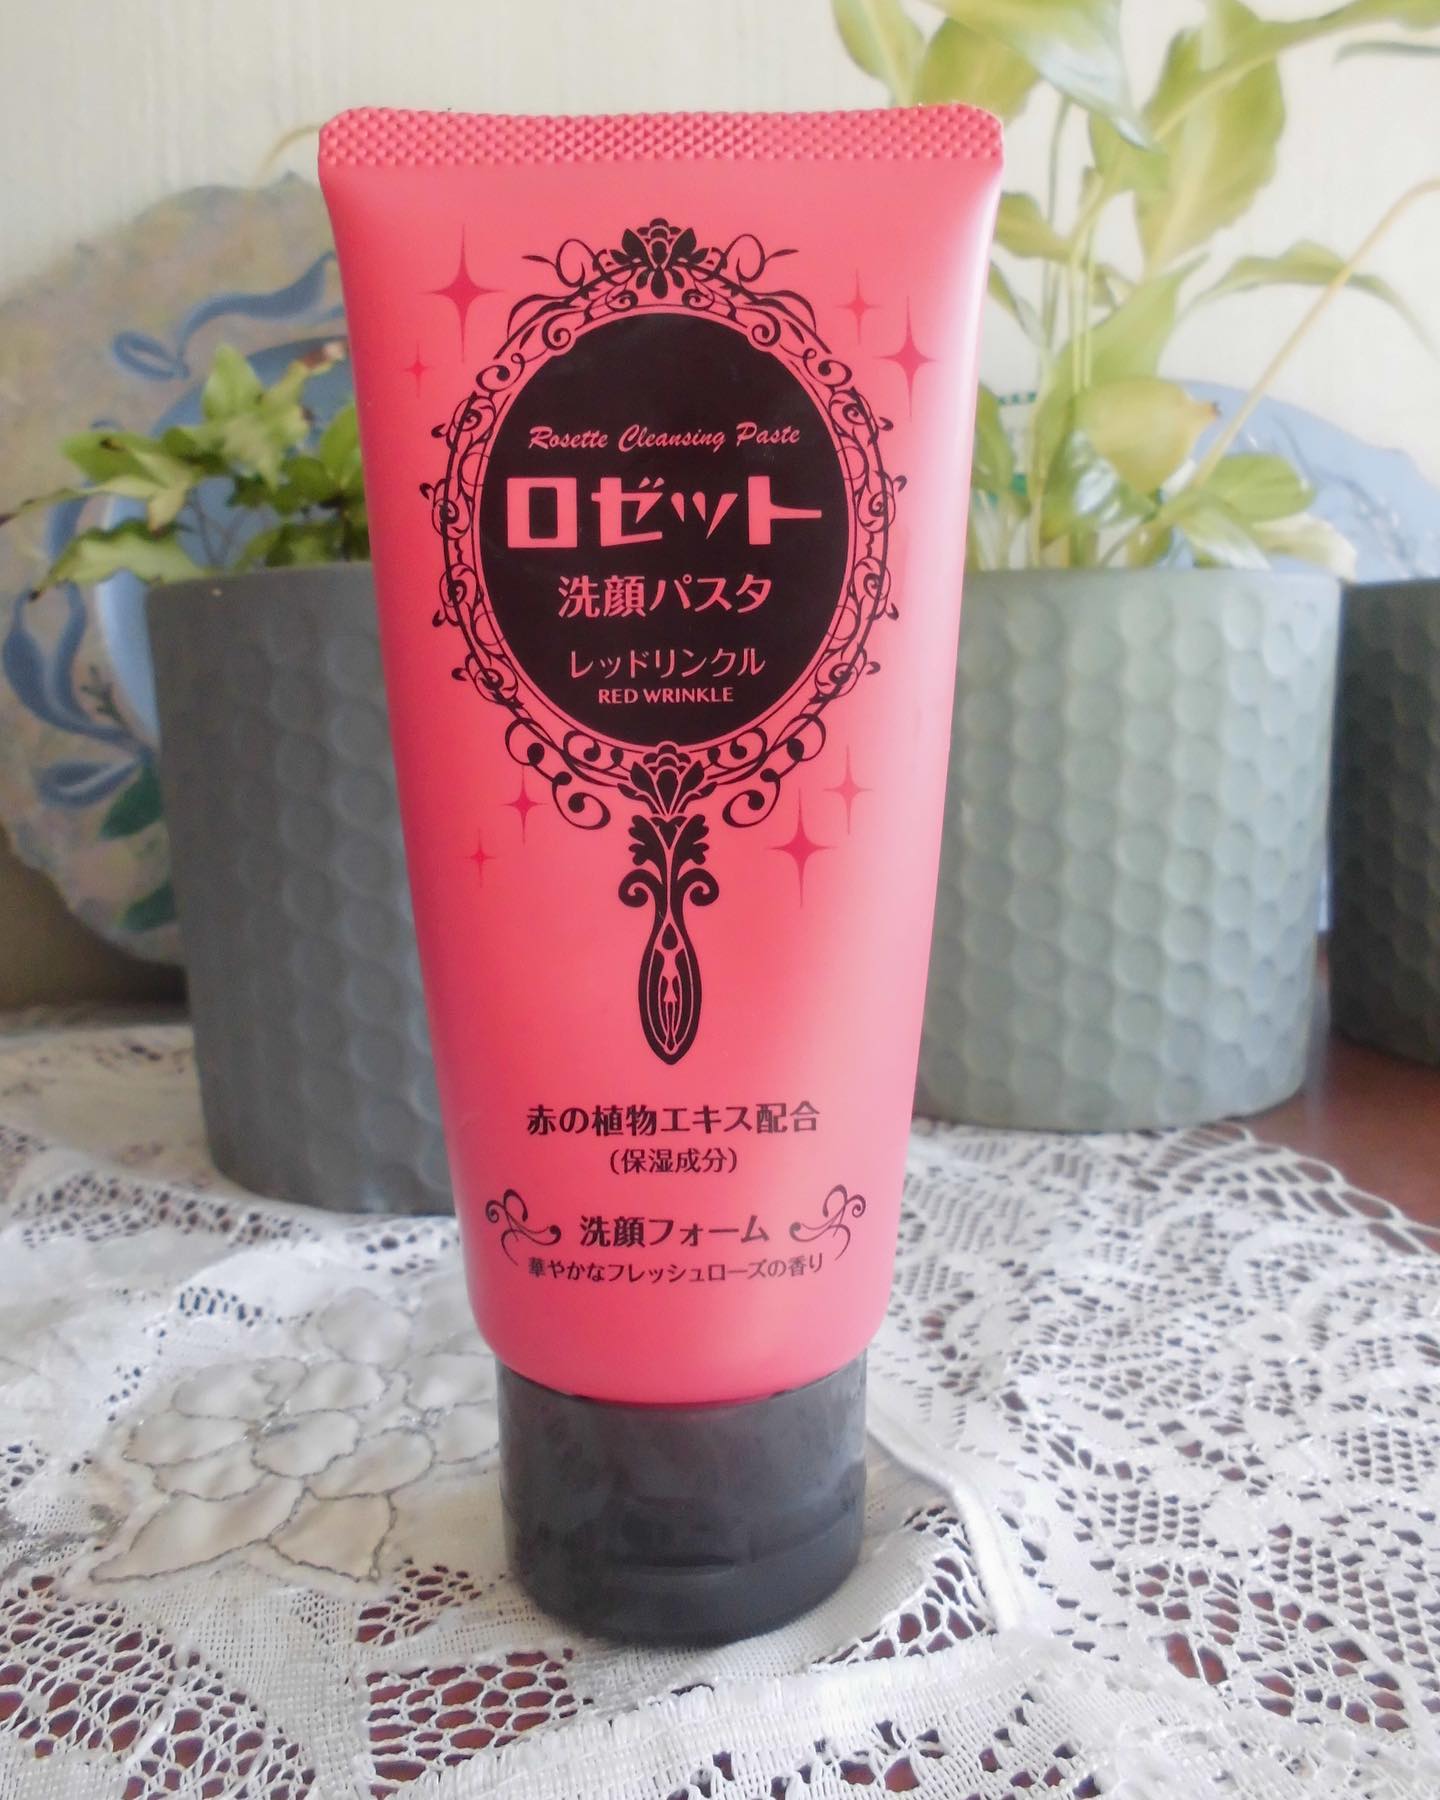 Rosette Cleansing Paste
ロゼット
洗顔パスタ
レッドリンクル
RED WRINKLE
赤の植物エキス配合
(保湿成分)
洗顔フォーム
華やかなフレッシュローズの香り